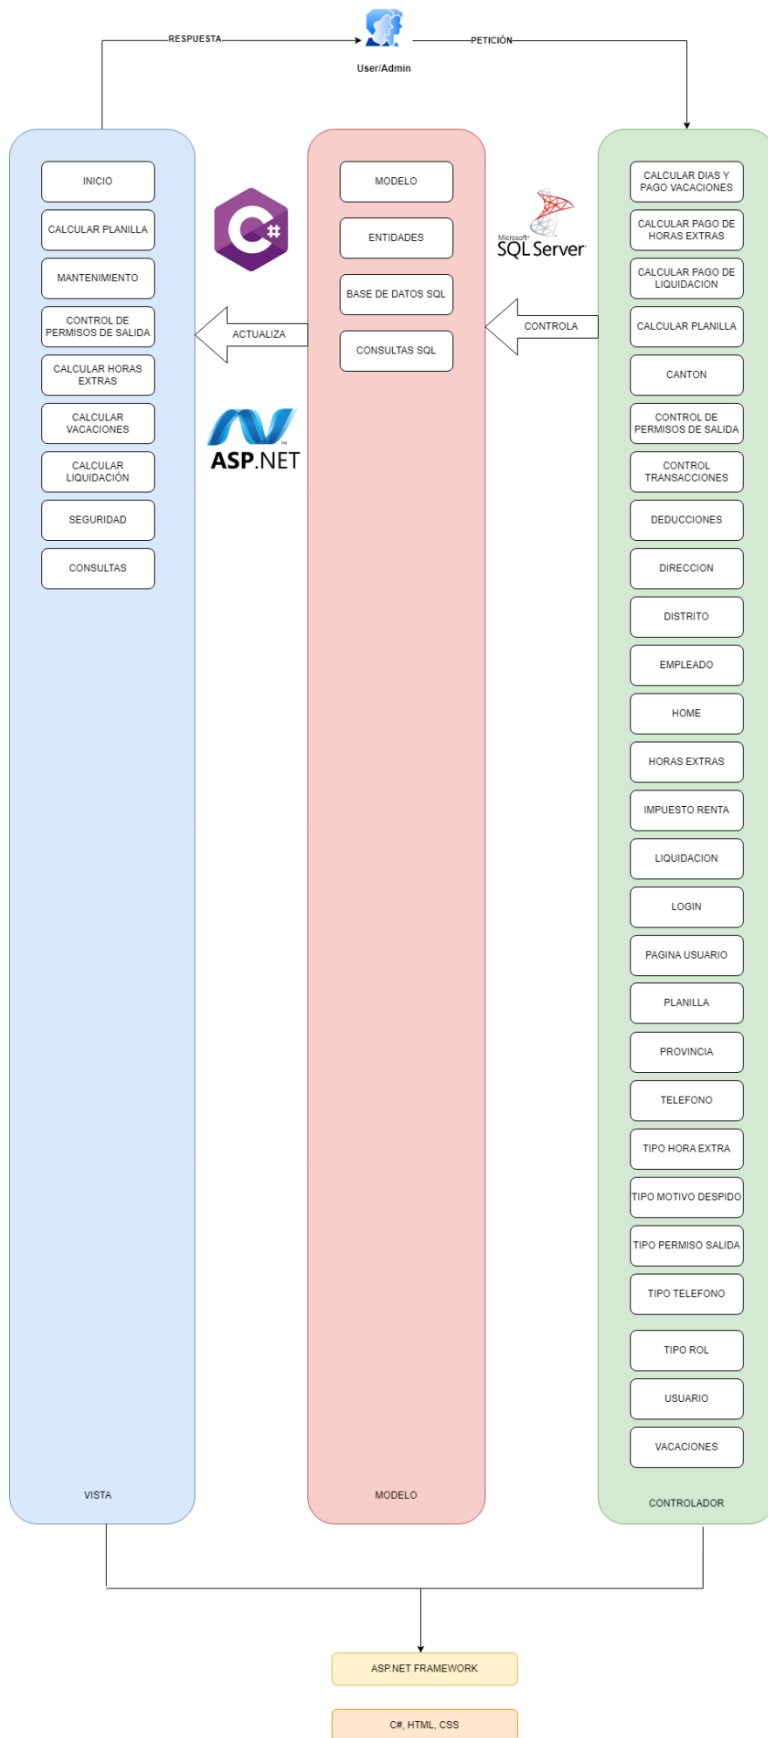 RESPUESTA
PETICIÓN
User/Admin
INICIO
CALCULAR PLANILLA
MANTENIMIENTO
CONTROL DE
PERMISOS DE SALIDA
CALCULAR HORAS
EXTRAS
CALCULAR
VACACIONES
CALCULAR
LIQUIDACIÓN
SEGURIDAD
CONSULTAS
VISTA
C#
ACTUALIZA
ASP.NET
MODELO
ENTIDADES
BASE DE DATOS SQL
CONSULTAS SQL
MODELO
Microsoft
SQL Server
CONTROLA
CALCULAR DIAS Y
PAGO VACACIONES
CALCULAR PAGO DE
HORAS EXTRAS
CALCULAR PAGO DE
LIQUIDACION
CALCULAR PLANILLA
CANTON
CONTROL DE
PERMISOS DE SALIDA
CONTROL
TRANSACCIONES
DEDUCCIONES
DIRECCION
DISTRITO
EMPLEADO
HOME
HORAS EXTRAS
IMPUESTO RENTA
LIQUIDACION
LOGIN
PAGINA USUARIO
PLANILLA
PROVINCIA
TELEFONO
TIPO HORA EXTRA
TIPO MOTIVO DESPIDO
TIPO PERMISO SALIDA
TIPO TELEFONO
TIPO ROL
USUARIO
VACACIONES
CONTROLADOR
ASP.NET FRAMEWORK
C#, HTML, CSS